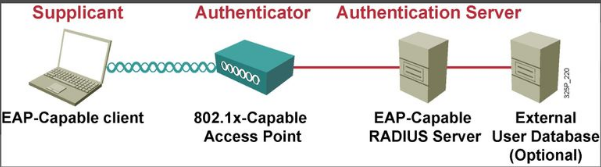 Supplicant
Authenticator
Authentication Server
325P_220
EAP-Capable client
802.1x-Capable
Access Point
EAP-Capable
RADIUS Server
External
User Database
(Optional)